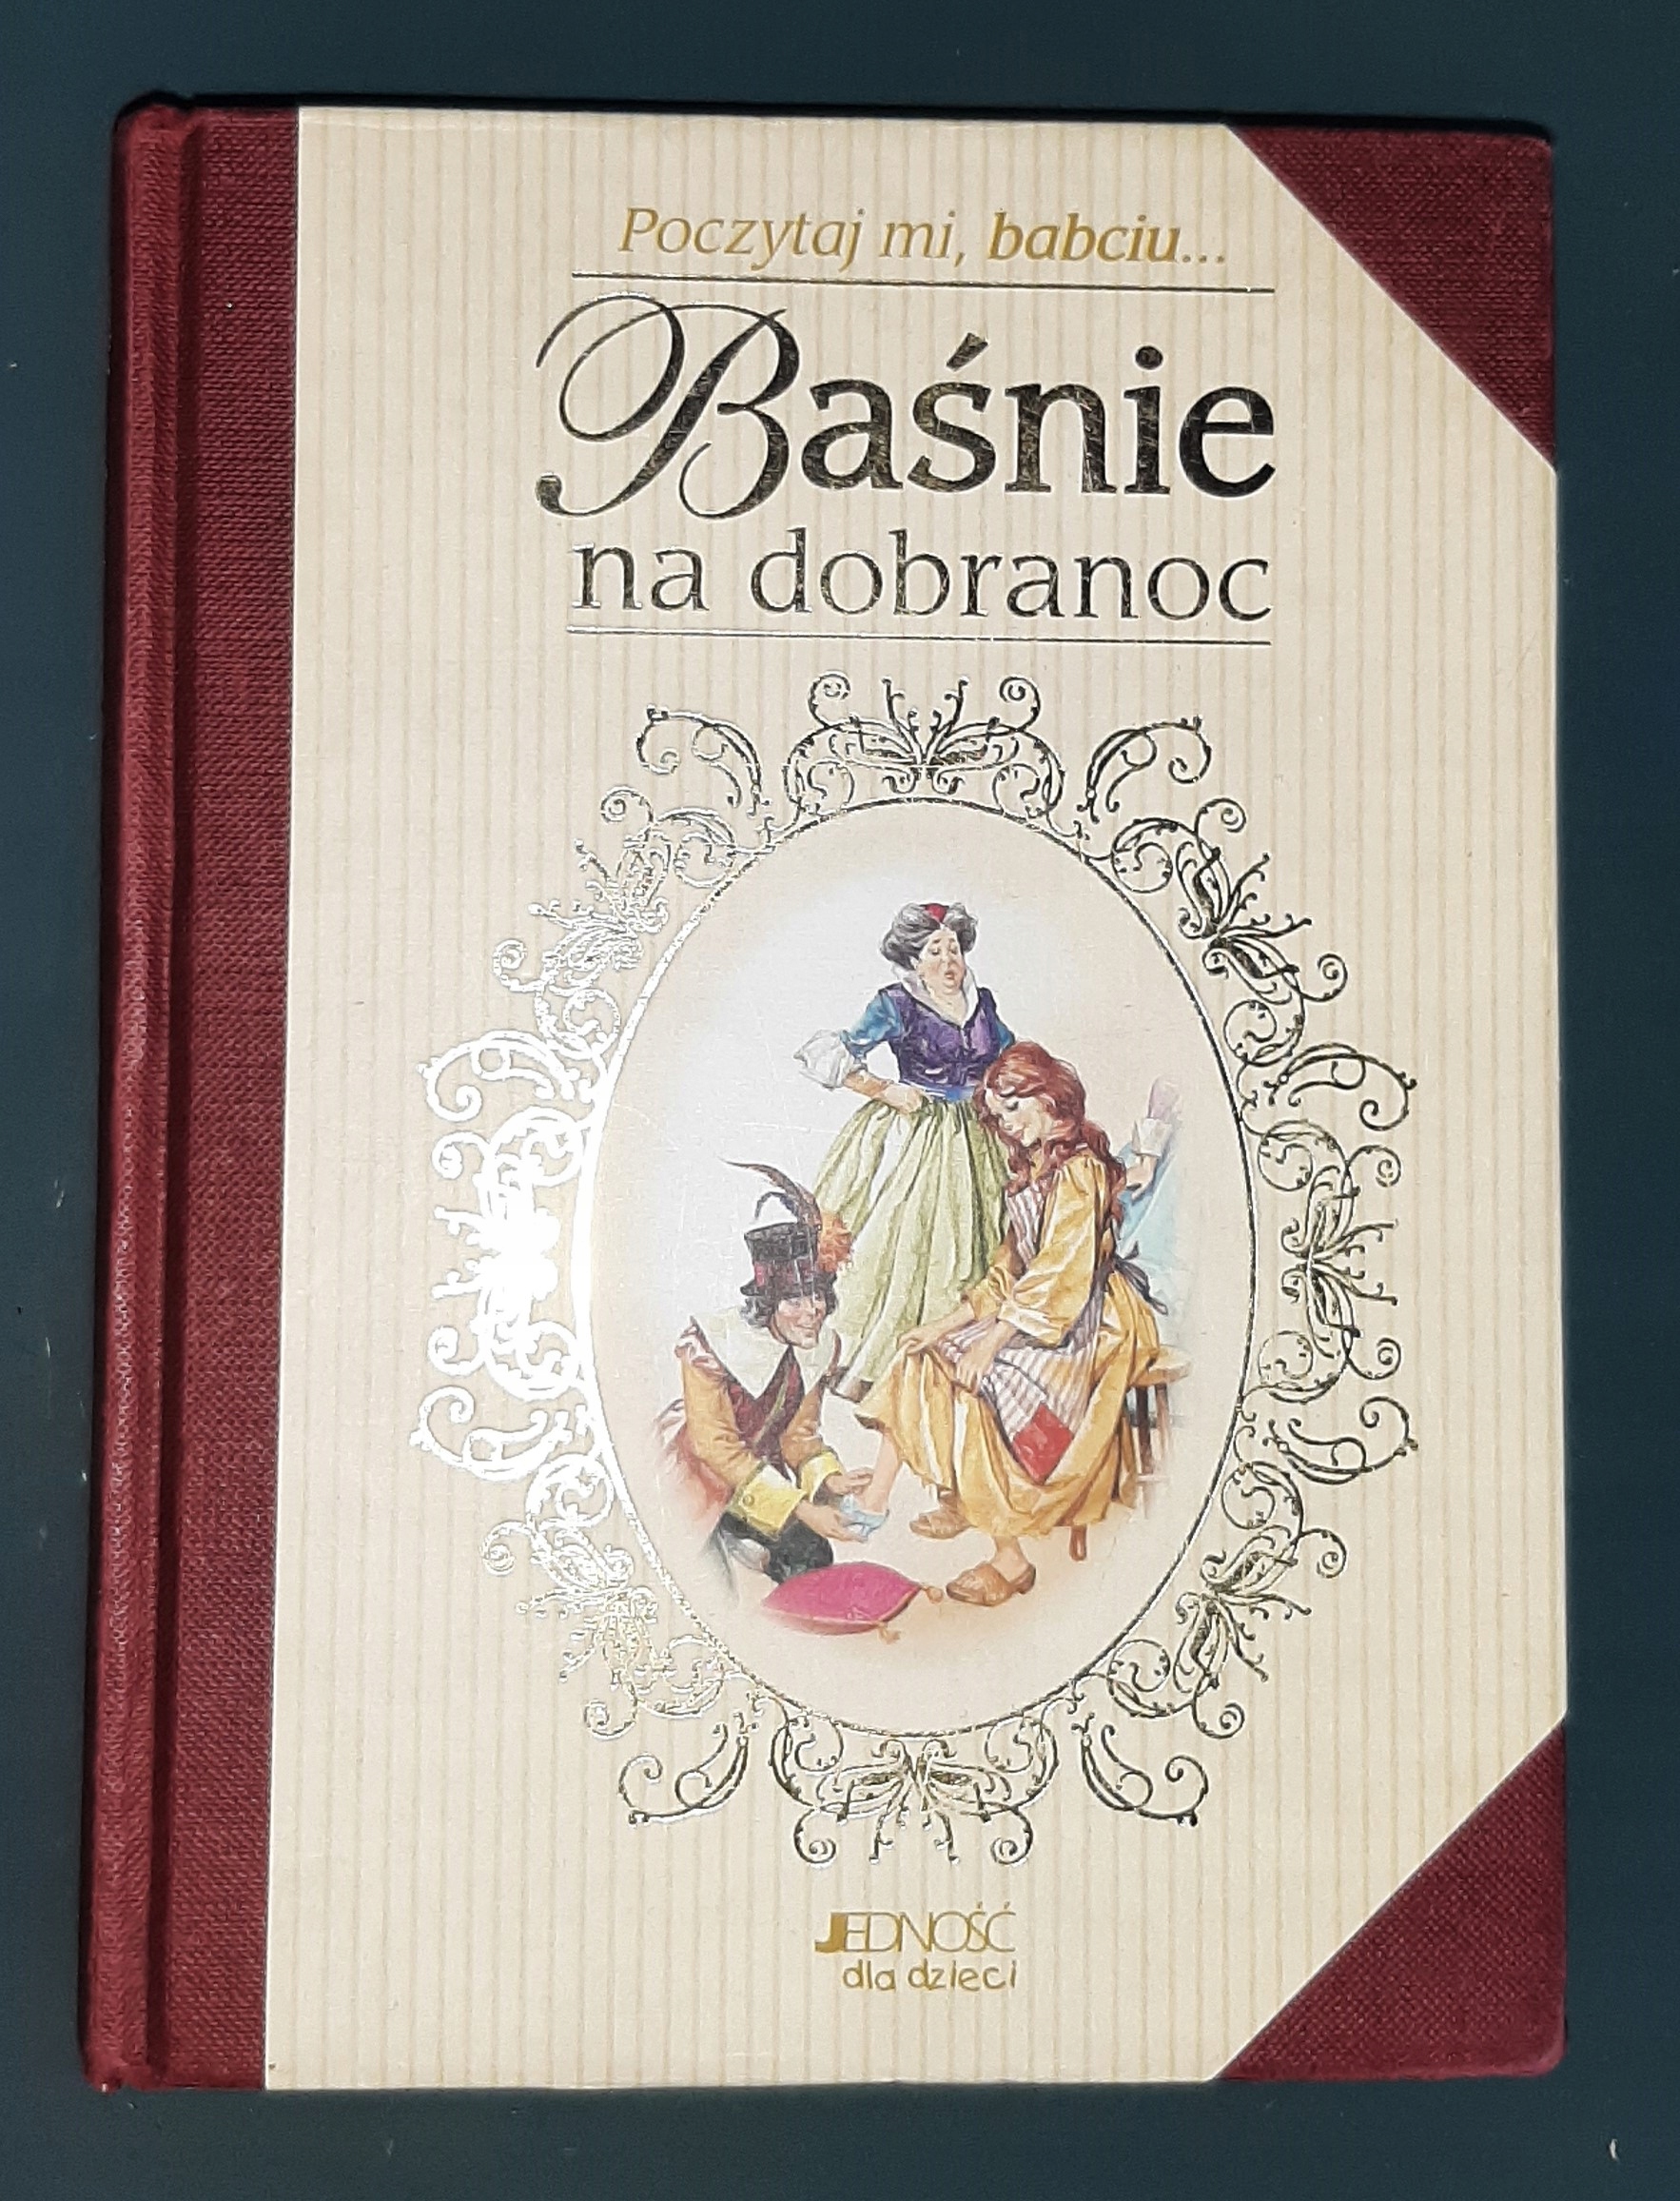 Poczytaj mi, babciu...
Baśnie
na dobranoc
JEDNOŚĆ
dla dzieci